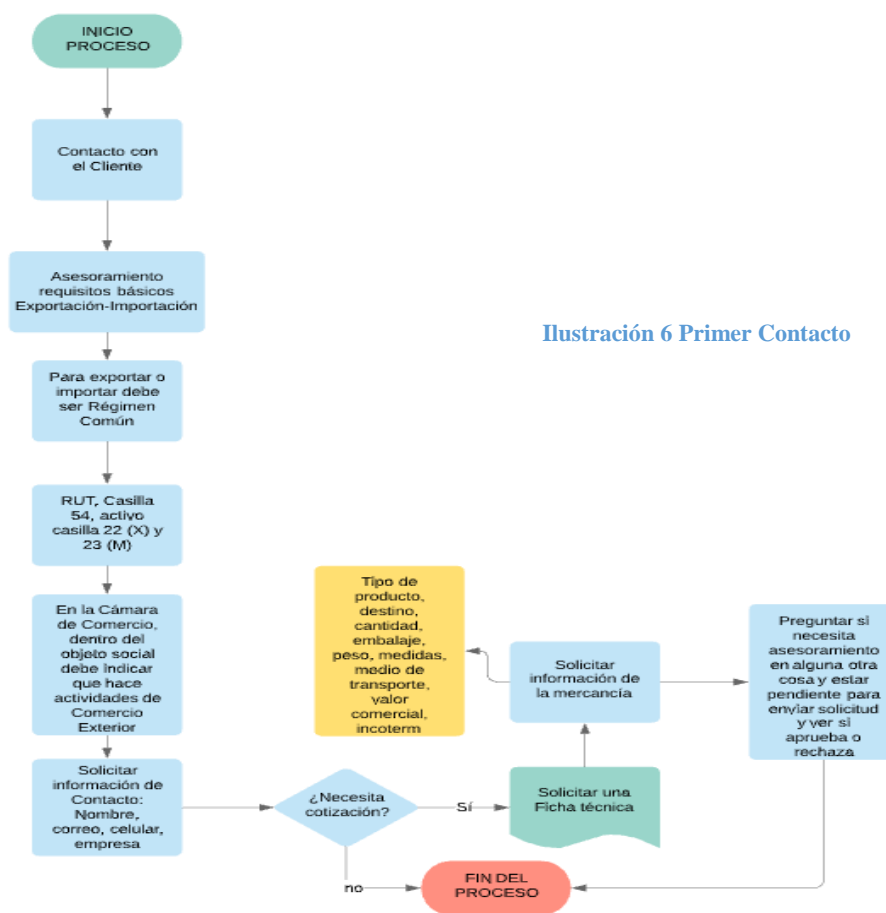 INICIO
PROCESO
Contacto con
el Cliente
Asesoramiento
requisitos básicos
Exportación-Importación
Ilustración 6 Primer Contacto
Para exportar o
importar debe
ser Régimen
Común
RUT, Casilla
54, activo
casilla 22 (X) y
23 (M)
En la Cámara
de Comercio,
dentro del
objeto social
debe Indicar
que hace
actividades de
Comercio
Exterior
Solicitar
información de
Contacto:
Nombre,
correo, celular,
empresa
¿Necesita
cotización?
Sí
no
Solicitar una
Ficha técnica
Solicitar
información de
la mercancía
Tipo de
producto,
destino,
cantidad,
embalaje,
peso, medidas,
medio de
transporte,
valor
comercial,
incoterm
Preguntar si
necesita
asesoramiento
en alguna otra
cosa y estar
pendiente para
enviar solicitud
y ver si
aprueba o
rechaza
FIN DEL
PROCESO